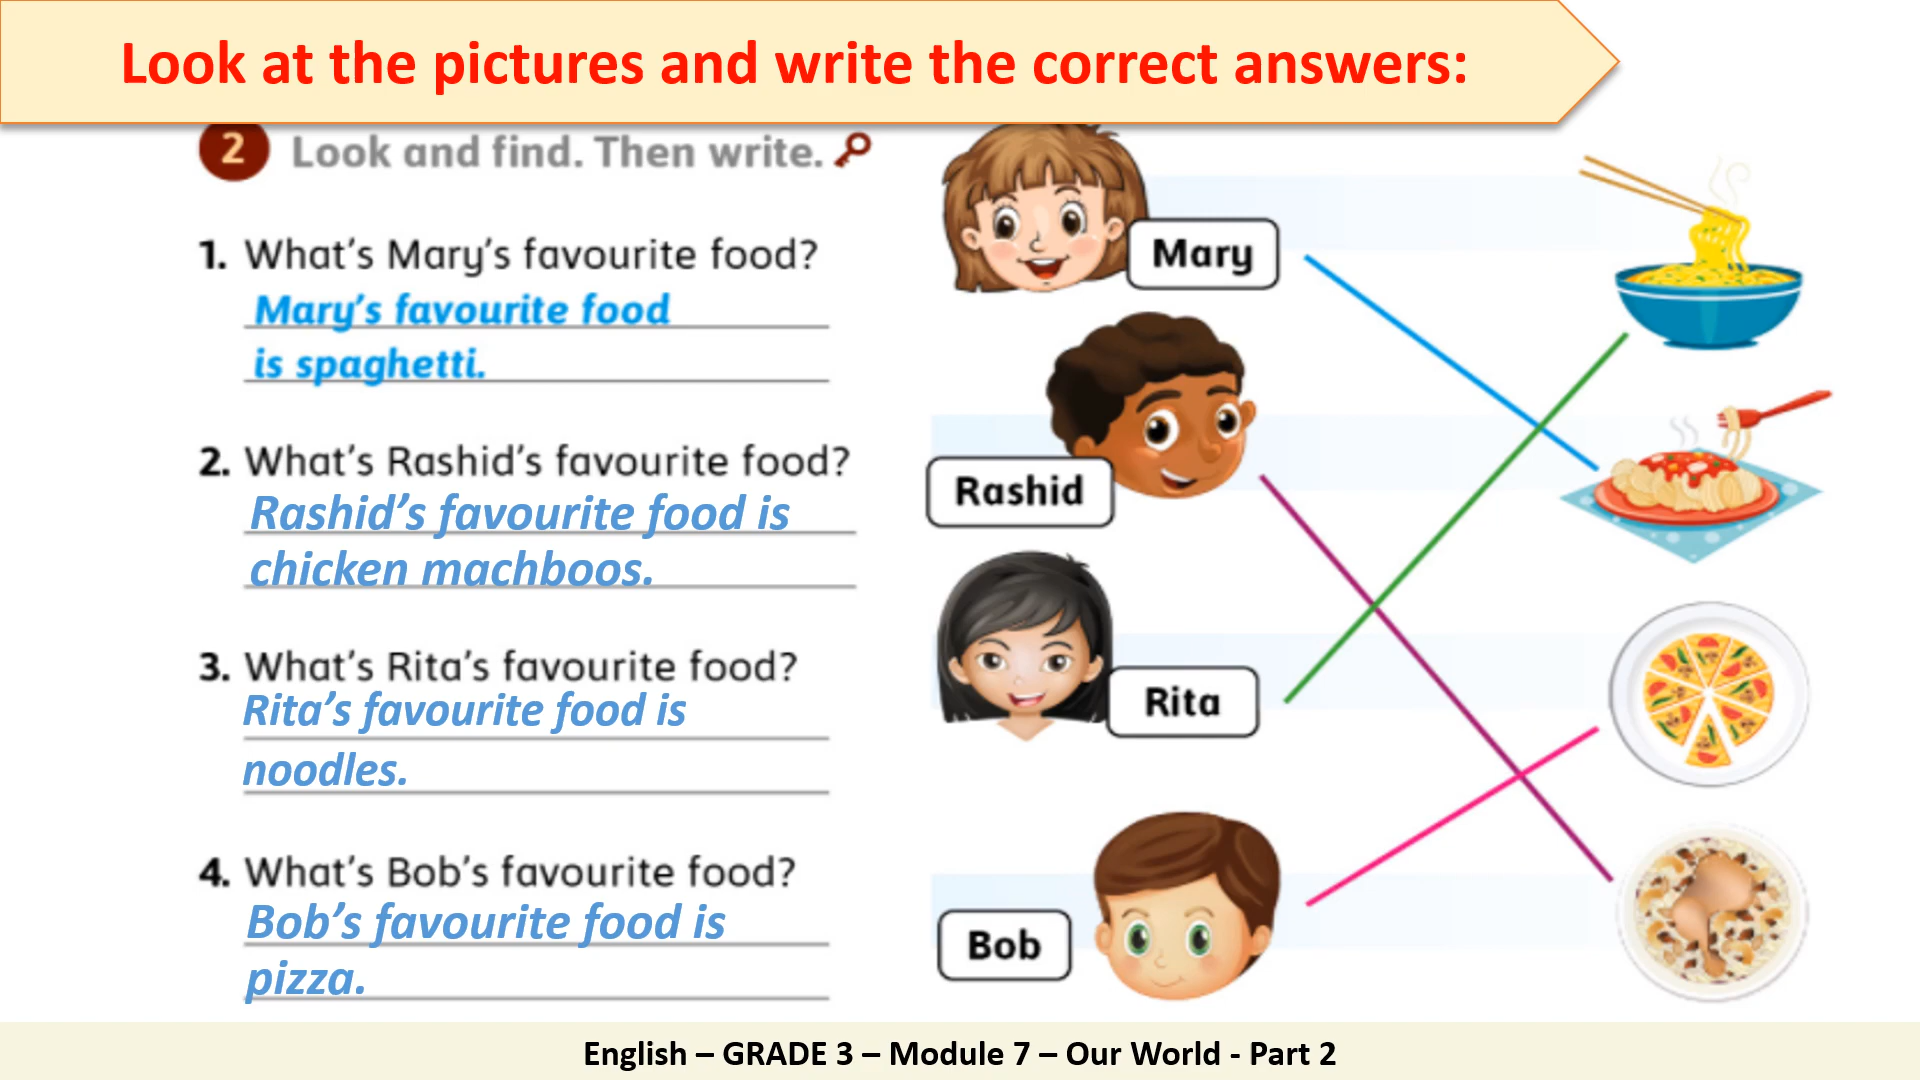 Look at the pictures and write the correct answers:
2 Look and find. Then write.
1. What's Mary's favourite food?
Mary's favourite food
is spaghetti.
2. What's Rashid's favourite food?
Rashid's favourite food is
chicken machboos.
3. What's Rita's favourite food?
Rita's favourite food is
noodles.
4. What's Bob's favourite food?
Bob's favourite food is
pizza.
Mary
Rashid
Rita
Bob
English – GRADE 3 – Module 7 – Our World - Part 2